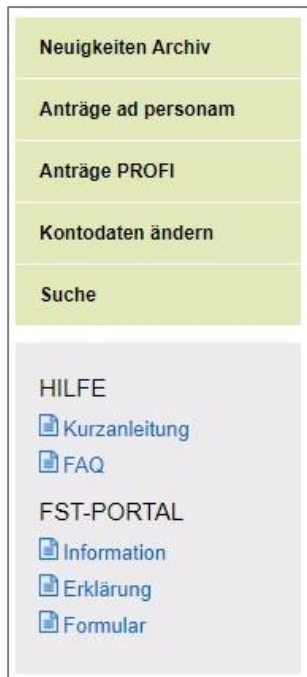 Neuigkeiten Archiv
Anträge ad personam
Anträge PROFI
Kontodaten ändern
Suche
HILFE
Kurzanleitung
FAQ
FST-PORTAL
Information
Erklärung
Formular